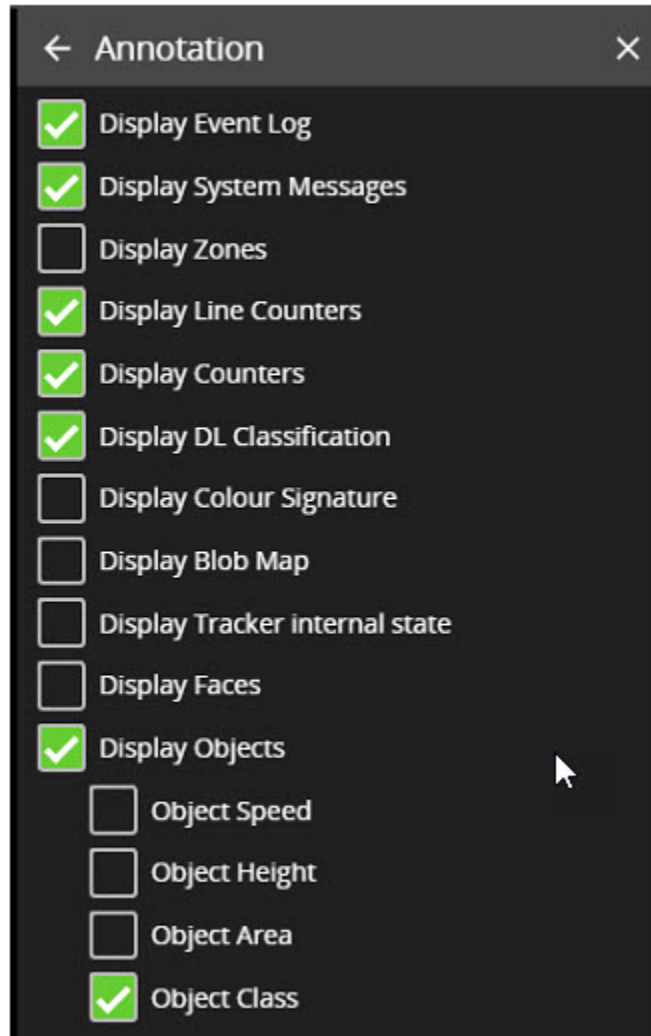 Annotation
Display Event Log
Display System Messages
Display Zones
Display Line Counters
Display Counters
Display DL Classification
Display Colour Signature
Display Blob Map
Display Tracker internal state
Display Faces
Display Objects
Object Speed
Object Height
Object Area
Object Class